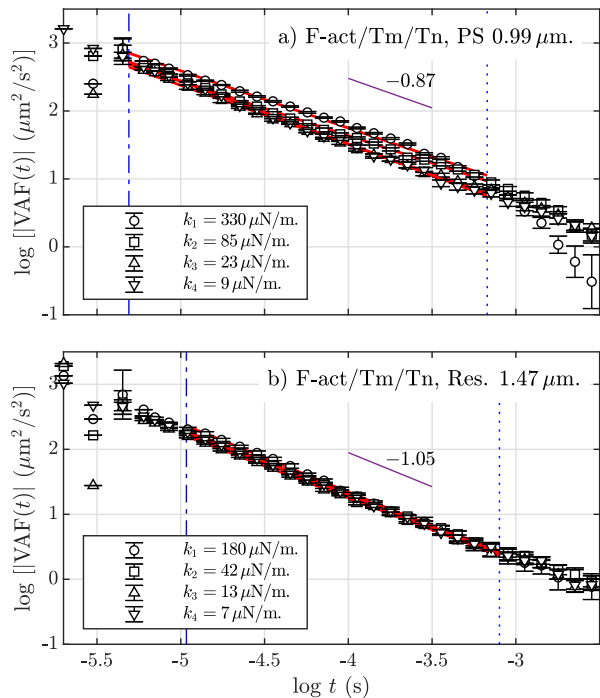 a) F-act/Tm/Tn, PS 0.99 μm.
−0.87
log [|VAF(t)| (μm²/s²)]
3
2
1
0
-1
k₁ = 330 μN/m.
k₂ = 85 μN/m.
k₃ = 23 μN/m.
k₄ = 9 μN/m.
b) F-act/Tm/Tn, Res. 1.47 μm.
−1.05
log [|VAF(t)| (μm²/s²)]
3
2
1
0
-1
k₁ = 180 μN/m.
k₂ = 42 μN/m.
k₃ = 13 μN/m.
k₄ = 7 μN/m.
-5.5 -5 -4.5 -4 -3.5 -3
log t (s)